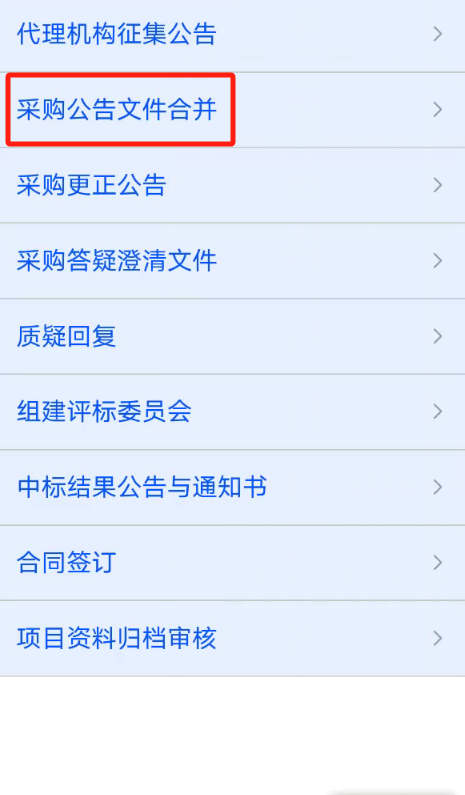 代理机构征集公告
采购公告文件合并
采购更正公告
采购答疑澄清文件
质疑回复
组建评标委员会
中标结果公告与通知书
合同签订
项目资料归档审核